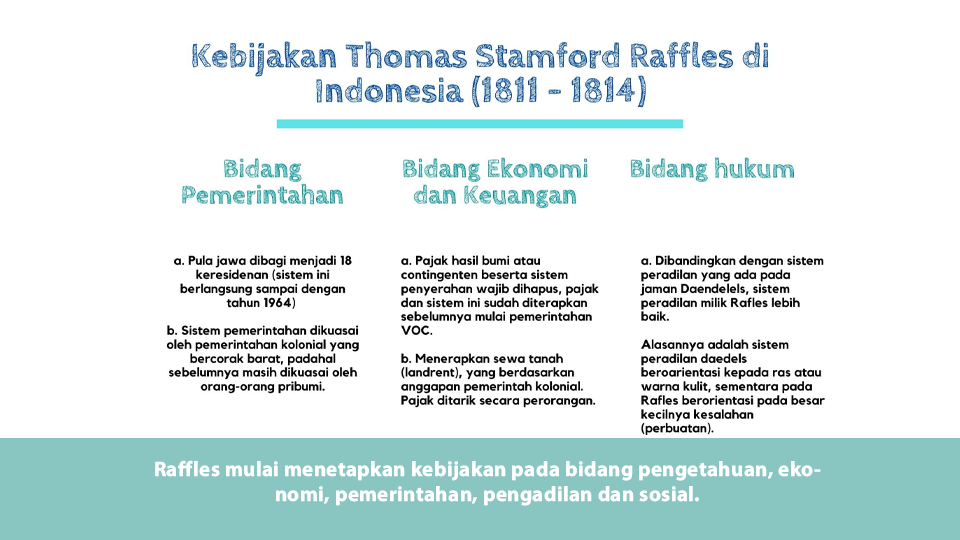 Kebijakan Thomas Stamford Raffles di
Indonesia (1811 - 1814)
Bidang
Pemerintahan
a. Pula jawa dibagi menjadi 18
keresidenan (sistem ini
berlangsung sampai dengan
tahun 1964)
b. Sistem pemerintahan dikuasai
oleh pemerintahan kolonial yang
bercorak barat, padahal
sebelumnya masih dikuasai oleh
orang-orang pribumi.
Bidang Ekonomi
dan Keuangan
a. Pajak hasil bumi atau
contingenten beserta sistem
penyerahan wajib dihapus, pajak
dan sistem ini sudah diterapkan
sebelumnya mulai pemerintahan
VOC.
b. Menerapkan sewa tanah
(landrent), yang berdasarkan
anggapan pemerintah kolonial.
Pajak ditarik secara perorangan.
Bidang hukum
a. Dibandingkan dengan sistem
peradilan yang ada pada
jaman Daendelels, sistem
peradilan milik Rafles lebih
baik.
Alasannya adalah sistem
peradilan daedels
beroarientasi kepada ras atau
warna kulit, sementara pada
Rafles berorientasi pada besar
kecilnya kesalahan
(perbuatan).
Raffles mulai menetapkan kebijakan pada bidang pengetahuan, eko-
nomi, pemerintahan, pengadilan dan sosial.